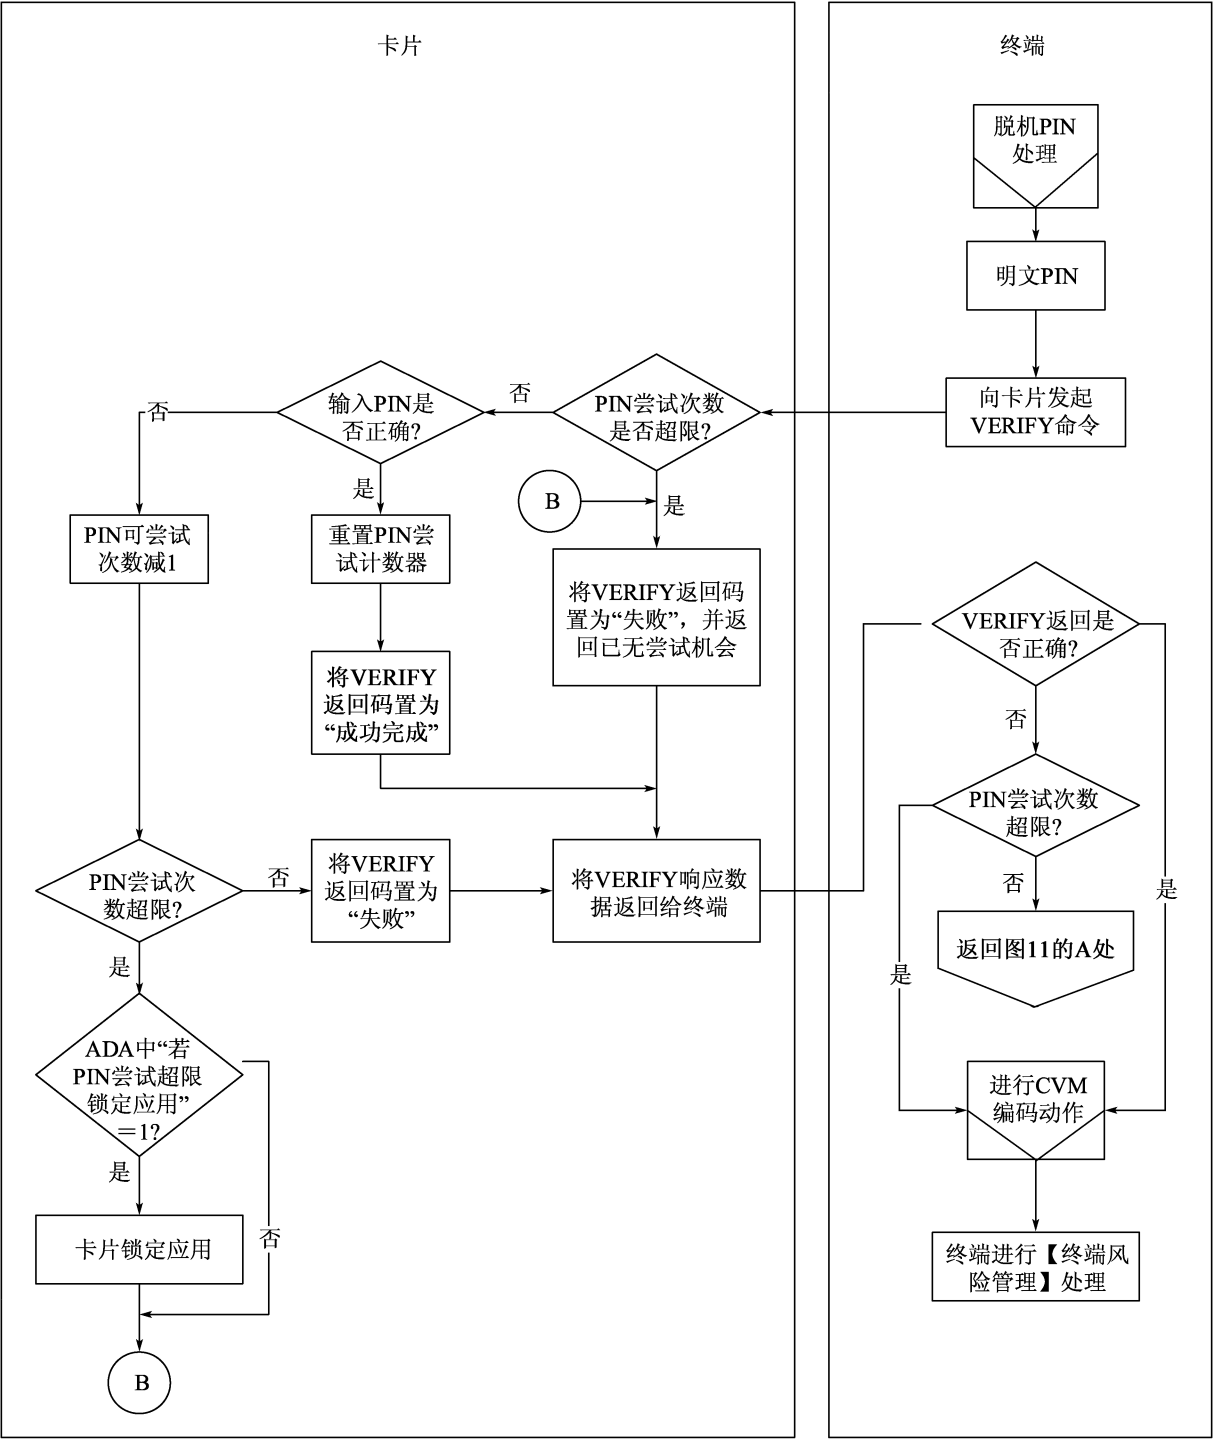 卡片
终端
脱机PIN
处理
明文PIN
向卡片发起
VERIFY命令
PIN尝试次数
是否超限?
否
输入PIN是
否正确?
否
是
B
是
PIN可尝试
次数减1
重置PIN尝
试计数器
将VERIFY返回码
置为“失败”，并返
回已无尝试机会
将VERIFY
返回码置为
“成功完成”
VERIFY返回是
否正确?
否
PIN尝试次数
超限?
否
是
是
返回图11的A处
PIN尝试次
数超限?
否
将VERIFY
返回码置为
“失败”
将VERIFY响应数
据返回给终端
是
ADA中“若
PIN尝试超限
锁定应用”
＝1?
是
否
卡片锁定应用
B
进行CVM
编码动作
终端进行【终端风
险管理】处理